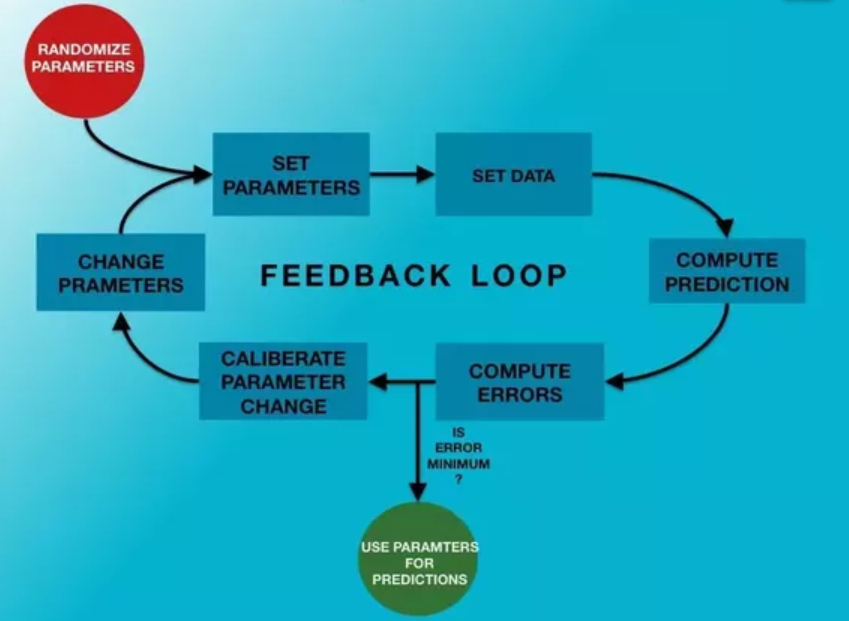 RANDOMIZE
PARAMETERS
SET
PARAMETERS
SET DATA
CHANGE
PRAMETERS
FEEDBACK LOOP
COMPUTE
PREDICTION
CALIBERATE
PARAMETER
CHANGE
COMPUTE
ERRORS
IS
ERROR
MINIMUM
?
USE PARAMTERS
FOR
PREDICTIONS